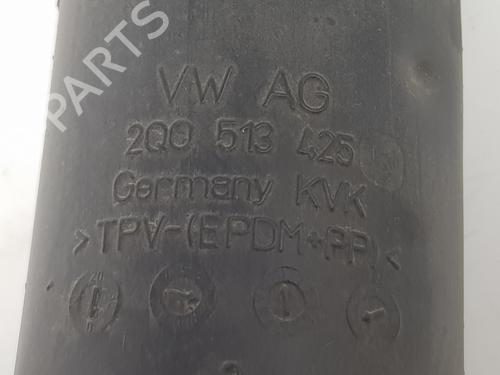 PARTS
VW AG
2Q0 513 425
Germany KVK
>TPV-(EPDM+PP)<